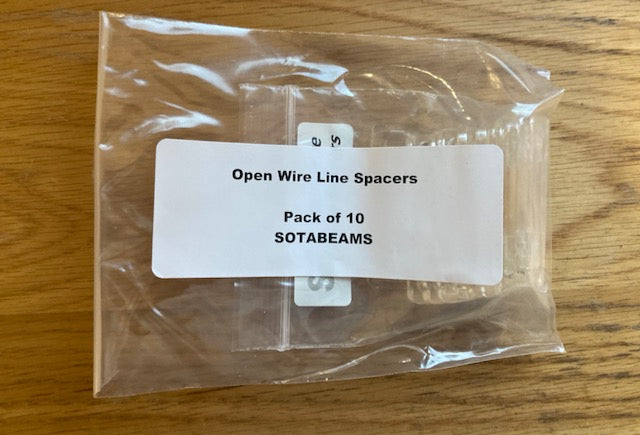 Open Wire Line Spacers
Pack of 10
SOTABEAMS